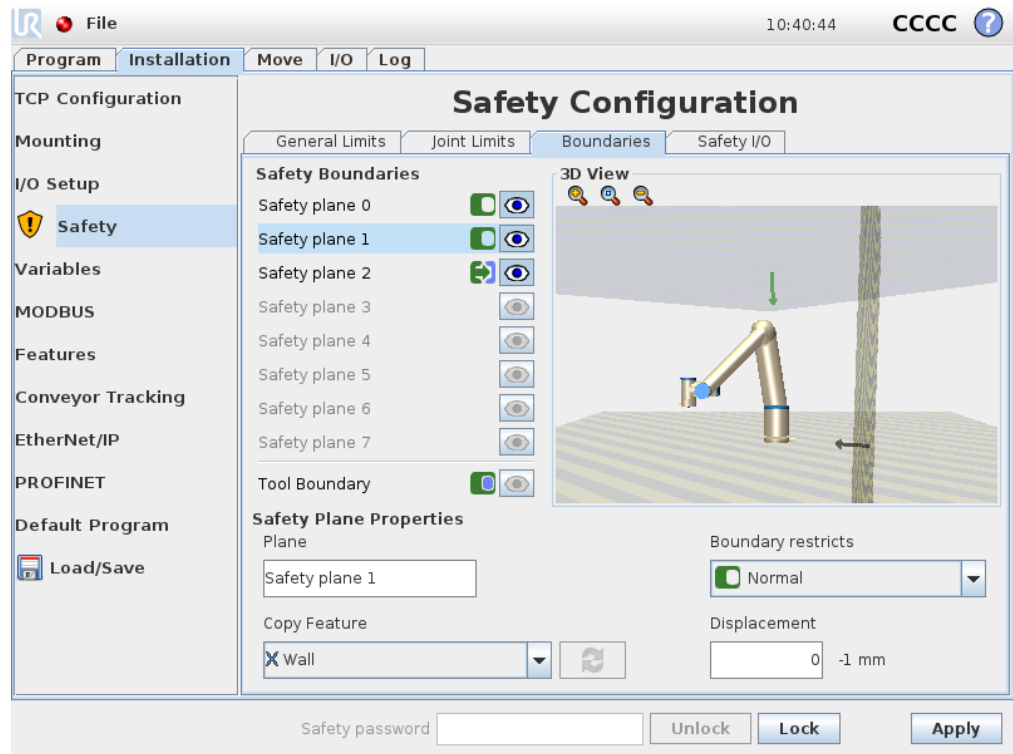 UR File 10:40:44 CCCC ?
Program Installation Move I/O Log
TCP Configuration
Mounting
I/O Setup
Safety
Variables
MODBUS
Features
Conveyor Tracking
EtherNet/IP
PROFINET
Default Program
Load/Save
Safety Configuration
General Limits Joint Limits Boundaries Safety I/O
Safety Boundaries
Safety plane 0
Safety plane 1
Safety plane 2
Safety plane 3
Safety plane 4
Safety plane 5
Safety plane 6
Safety plane 7
Tool Boundary
3D View
Safety Plane Properties
Plane
Safety plane 1
Boundary restricts
Normal
Copy Feature
Wall
Displacement
0 -1 mm
Safety password Unlock Lock Apply